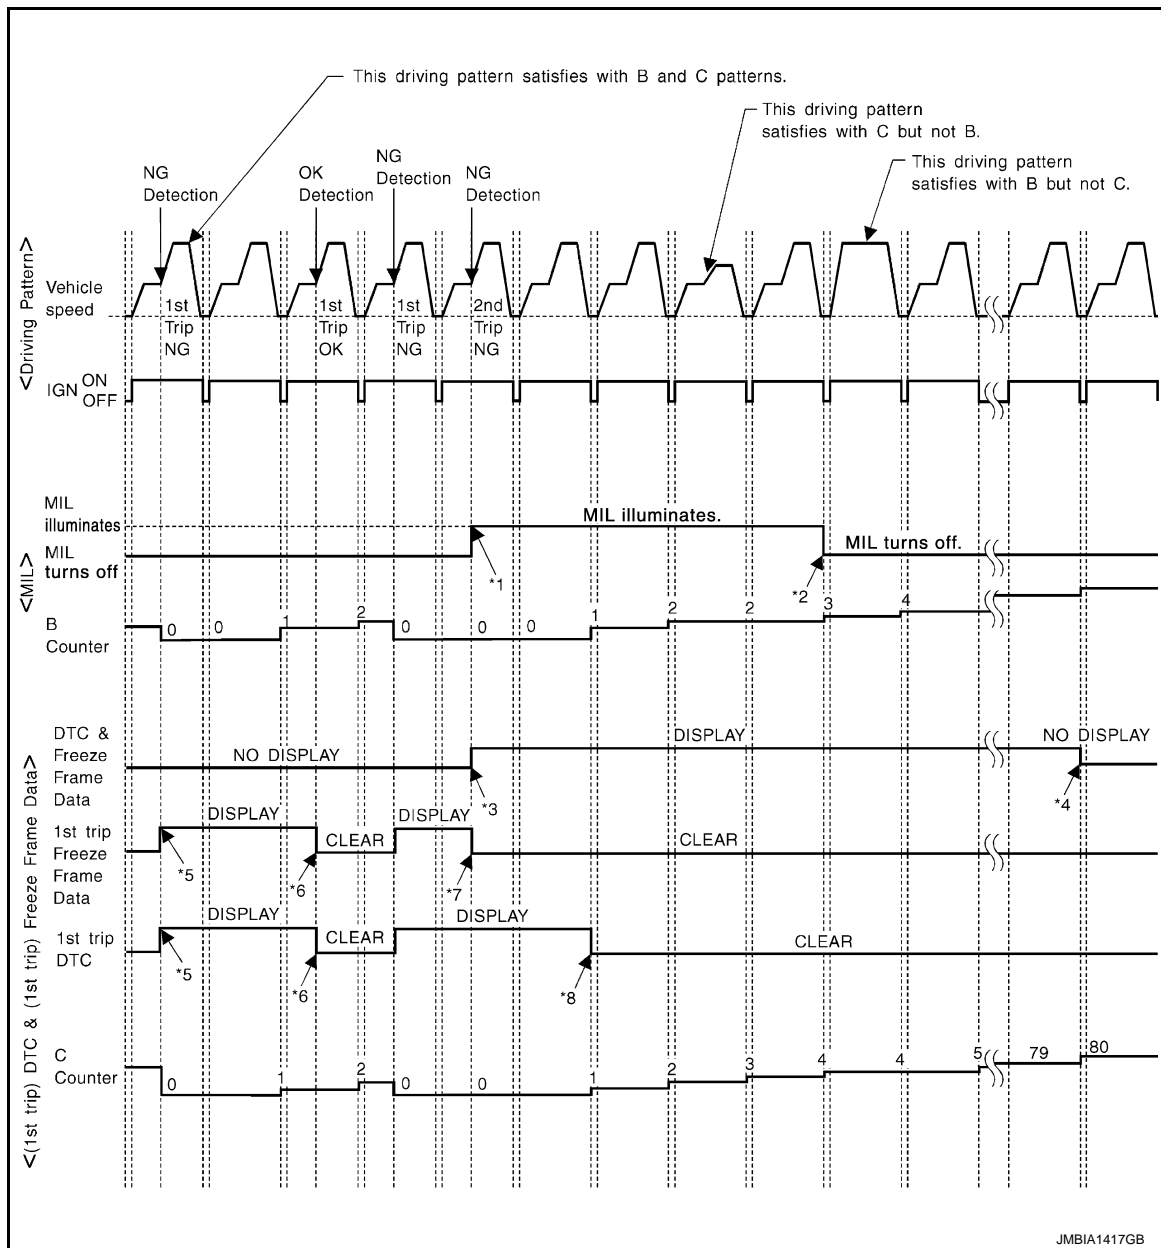 This driving pattern satisfies with B and C patterns.
This driving pattern
satisfies with C but not B.
This driving pattern
satisfies with B but not C.
NG
Detection
OK
Detection
NG
Detection
NG
Detection
<Driving Pattern>
Vehicle
speed
1st
Trip
NG
1st
Trip
OK
1st
Trip
NG
2nd
Trip
NG
IGN ON
OFF
<MIL>
MIL
illuminates
MIL illuminates.
MIL
turns off
MIL turns off.
*1
*2
B
Counter
0 0 1 2 0 0 0 1 2 2 3 4
<(1st trip) DTC & (1st trip) Freeze Frame Data>
DTC &
Freeze
Frame
Data
NO DISPLAY
DISPLAY
NO DISPLAY
*3
*4
1st trip
Freeze
Frame
Data
DISPLAY
CLEAR
DISPLAY
CLEAR
*5
*6
*7
1st trip
DTC
DISPLAY
CLEAR
DISPLAY
CLEAR
*5
*6
*8
C
Counter
0 1 2 0 0 1 2 3 4 4 5 79 80
JMBIA1417GB